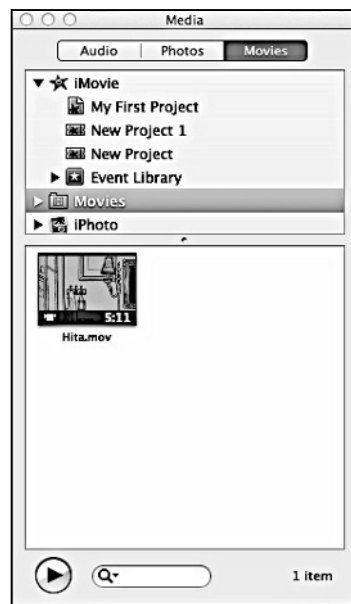 Media
Audio Photos Movies
iMovie
My First Project
New Project 1
New Project
Event Library
Movies
iPhoto
5:11
Hita.mov
1 item